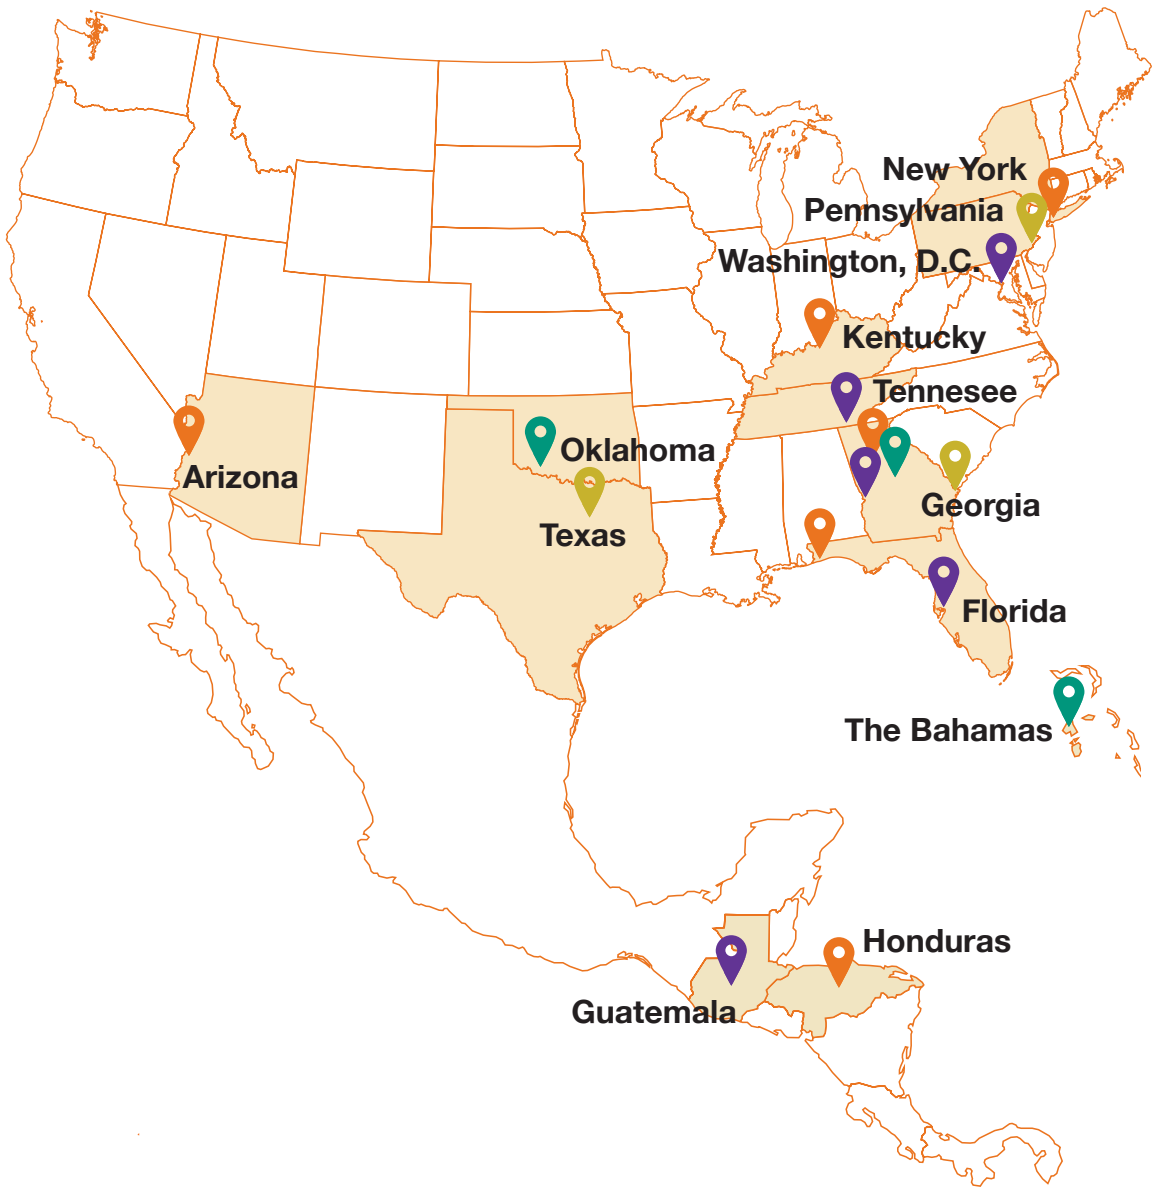 New York
Pennsylvania
Washington, D.C.
Kentucky
Tennesee
Oklahoma
Arizona
Georgia
Texas
Florida
The Bahamas
Honduras
Guatemala